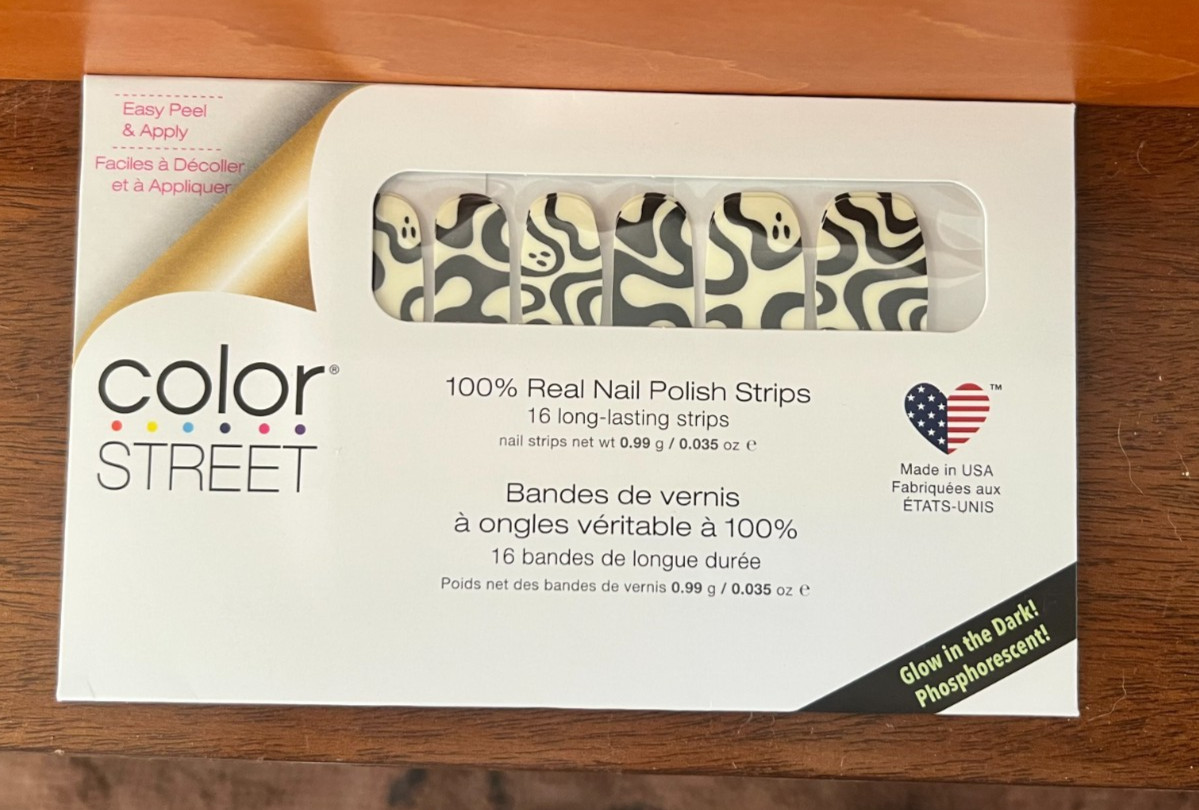 Easy Peel
& Apply
Faciles à Décoller
et à Appliquer
color®
STREET
100% Real Nail Polish Strips
16 long-lasting strips
nail strips net wt 0.99 g / 0.035 oz ℮
Bandes de vernis
à ongles véritable à 100%
16 bandes de longue durée
Poids net des bandes de vernis 0.99 g / 0.035 oz ℮
TM
Made in USA
Fabriquées aux
ÉTATS-UNIS
Glow in the Dark!
Phosphorescent!